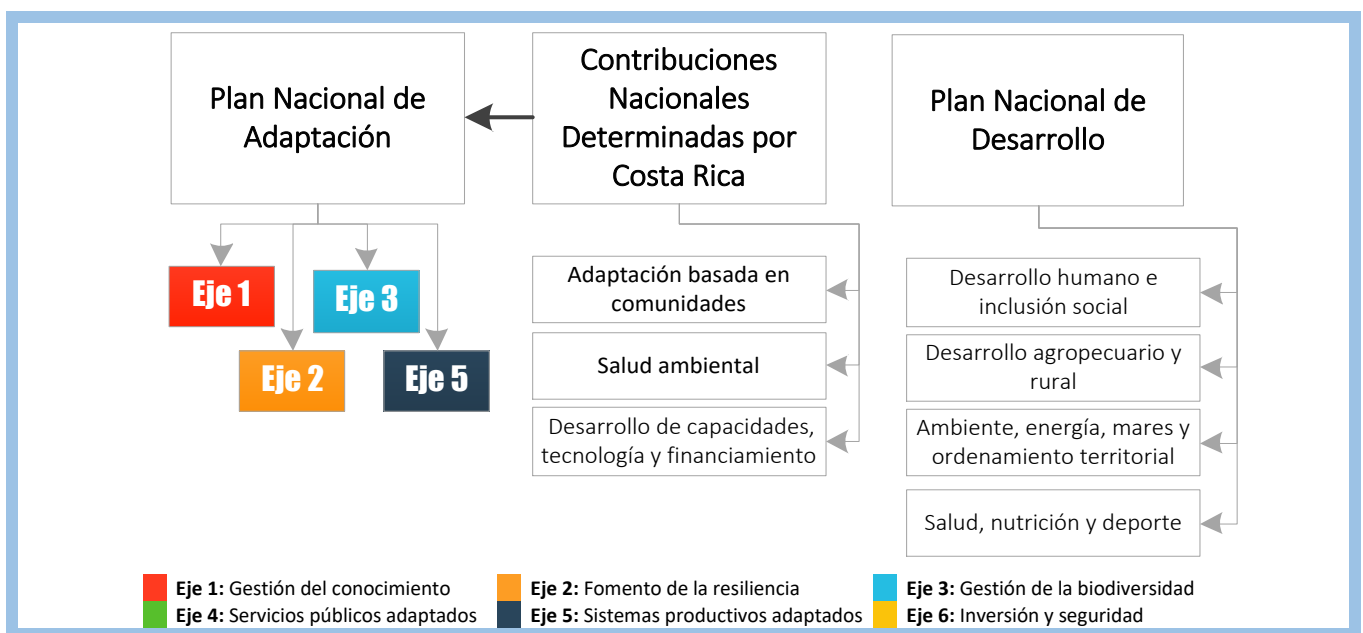 Plan Nacional de
Adaptación
Contribuciones
Nacionales
Determinadas por
Costa Rica
Plan Nacional de
Desarrollo
Eje 1
Eje 3
Eje 2
Eje 5
Adaptación basada en
comunidades
Salud ambiental
Desarrollo de capacidades,
tecnología y financiamiento
Desarrollo humano e
inclusión social
Desarrollo agropecuario y
rural
Ambiente, energía, mares y
ordenamiento territorial
Salud, nutrición y deporte
Eje 1: Gestión del conocimiento
Eje 2: Fomento de la resiliencia
Eje 3: Gestión de la biodiversidad
Eje 4: Servicios públicos adaptados
Eje 5: Sistemas productivos adaptados
Eje 6: Inversión y seguridad